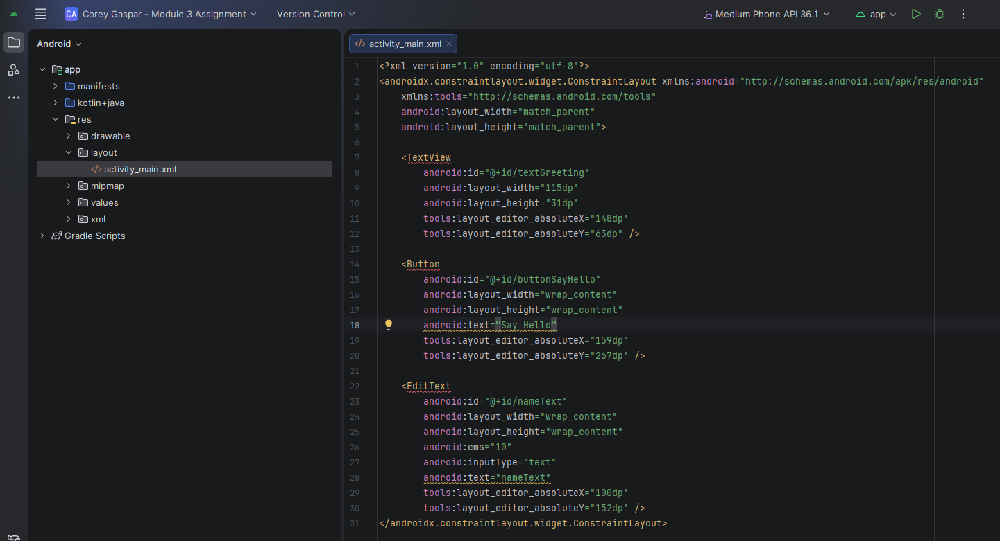 CA Corey Gaspar - Module 3 Assignment Version Control Medium Phone API 36.1 app
Android
app
manifests
kotlin+java
res
drawable
layout
</> activity_main.xml
mipmap
values
xml
Gradle Scripts
</> activity_main.xml
1 <?xml version="1.0" encoding="utf-8"?>
2 <androidx.constraintlayout.widget.ConstraintLayout xmlns:android="http://schemas.android.com/apk/res/android"
3 xmlns:tools="http://schemas.android.com/tools"
4 android:layout_width="match_parent"
5 android:layout_height="match_parent">
6
7 <TextView
8 android:id="@+id/textGreeting"
9 android:layout_width="115dp"
10 android:layout_height="31dp"
11 tools:layout_editor_absoluteX="148dp"
12 tools:layout_editor_absoluteY="63dp" />
13
14 <Button
15 android:id="@+id/buttonSayHello"
16 android:layout_width="wrap_content"
17 android:layout_height="wrap_content"
18 android:text="Say Hello"
19 tools:layout_editor_absoluteX="159dp"
20 tools:layout_editor_absoluteY="267dp" />
21
22 <EditText
23 android:id="@+id/nameText"
24 android:layout_width="wrap_content"
25 android:layout_height="wrap_content"
26 android:ems="10"
27 android:inputType="text"
28 android:text="nameText"
29 tools:layout_editor_absoluteX="100dp"
30 tools:layout_editor_absoluteY="152dp" />
31 </androidx.constraintlayout.widget.ConstraintLayout>